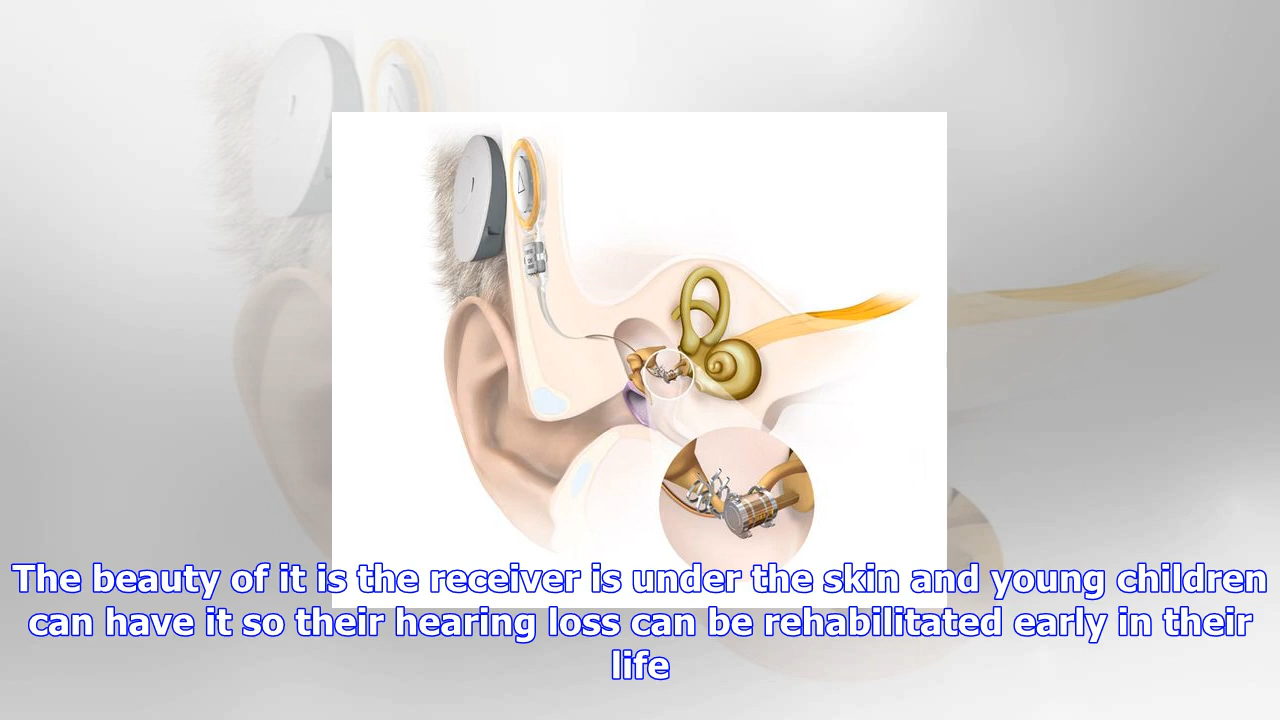 The beauty of it is the receiver is under the skin and young children
can have it so their hearing loss can be rehabilitated early in their
life